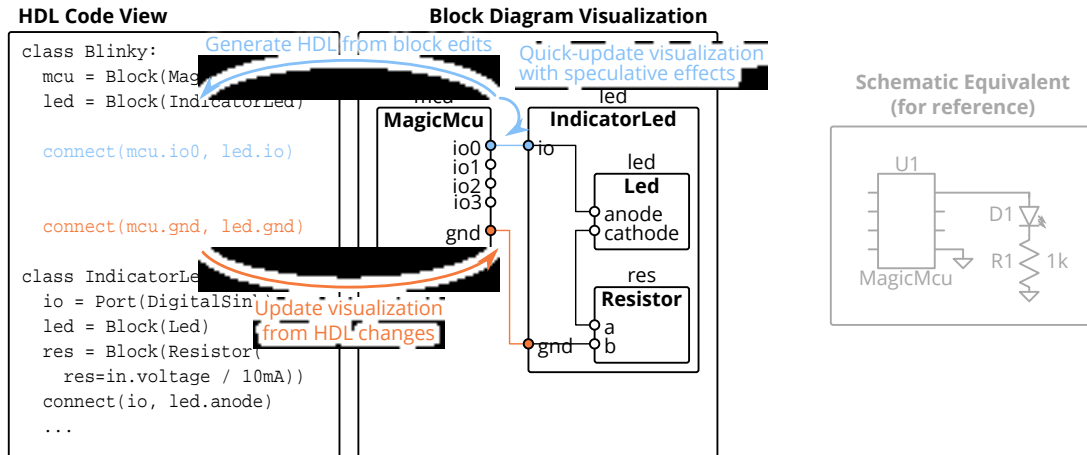 HDL Code View
class Blinky:
mcu = Block(Mag
led = Block(IndicatorLed)
connect(mcu.io0, led.io)
connect(mcu.gnd, led.gnd)
class IndicatorLe
io = Port(DigitalSin
led = Block(Led)
res = Block(Resistor(
res=in.voltage / 10mA))
connect(io, led.anode)
...
Generate HDL from block edits
Update visualization
from HDL changes
Block Diagram Visualization
Quick-update visualization
with speculative effects
mcu
MagicMcu
io0
io1
io2
io3
gnd
led
IndicatorLed
io
gnd
led
Led
anode
cathode
res
Resistor
a
b
Schematic Equivalent
(for reference)
U1
MagicMcu
D1
R1
1k